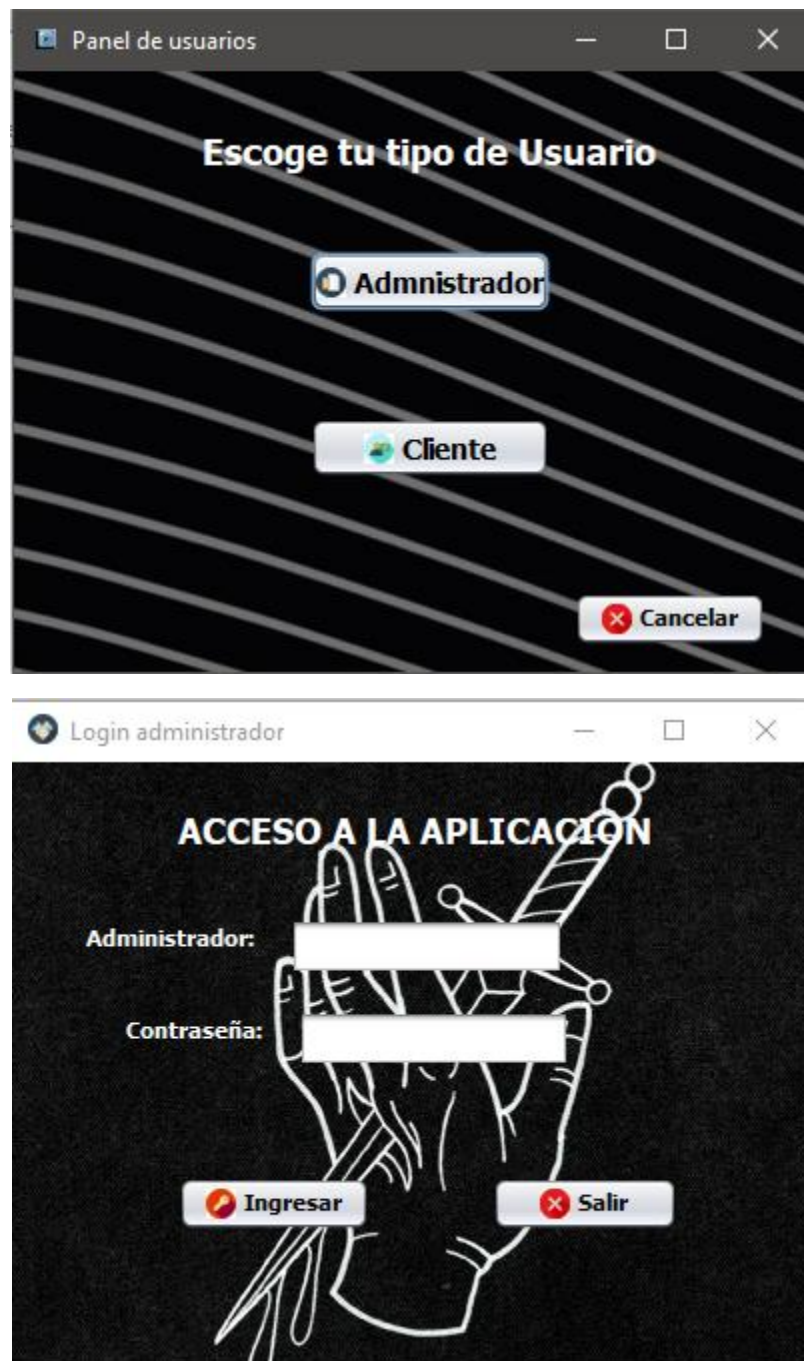 Panel de usuarios
Escoge tu tipo de Usuario
Admnistrador
Cliente
Cancelar
Login administrador
ACCESO A LA APLICACION
Administrador:
Contraseña:
Ingresar
Salir